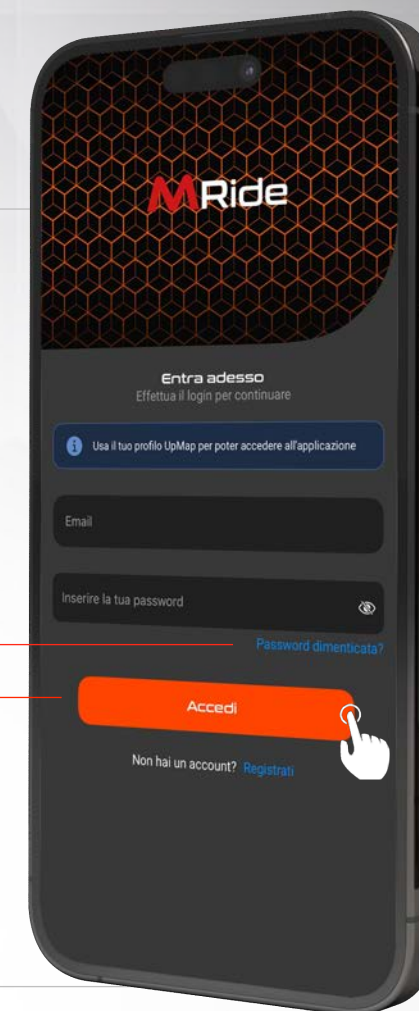 MRide
Entra adesso
Effettua il login per continuare
Usa il tuo profilo UpMap per poter accedere all'applicazione
Email
Inserire la tua password
Password dimenticata?
Accedi
Non hai un account? Registrati